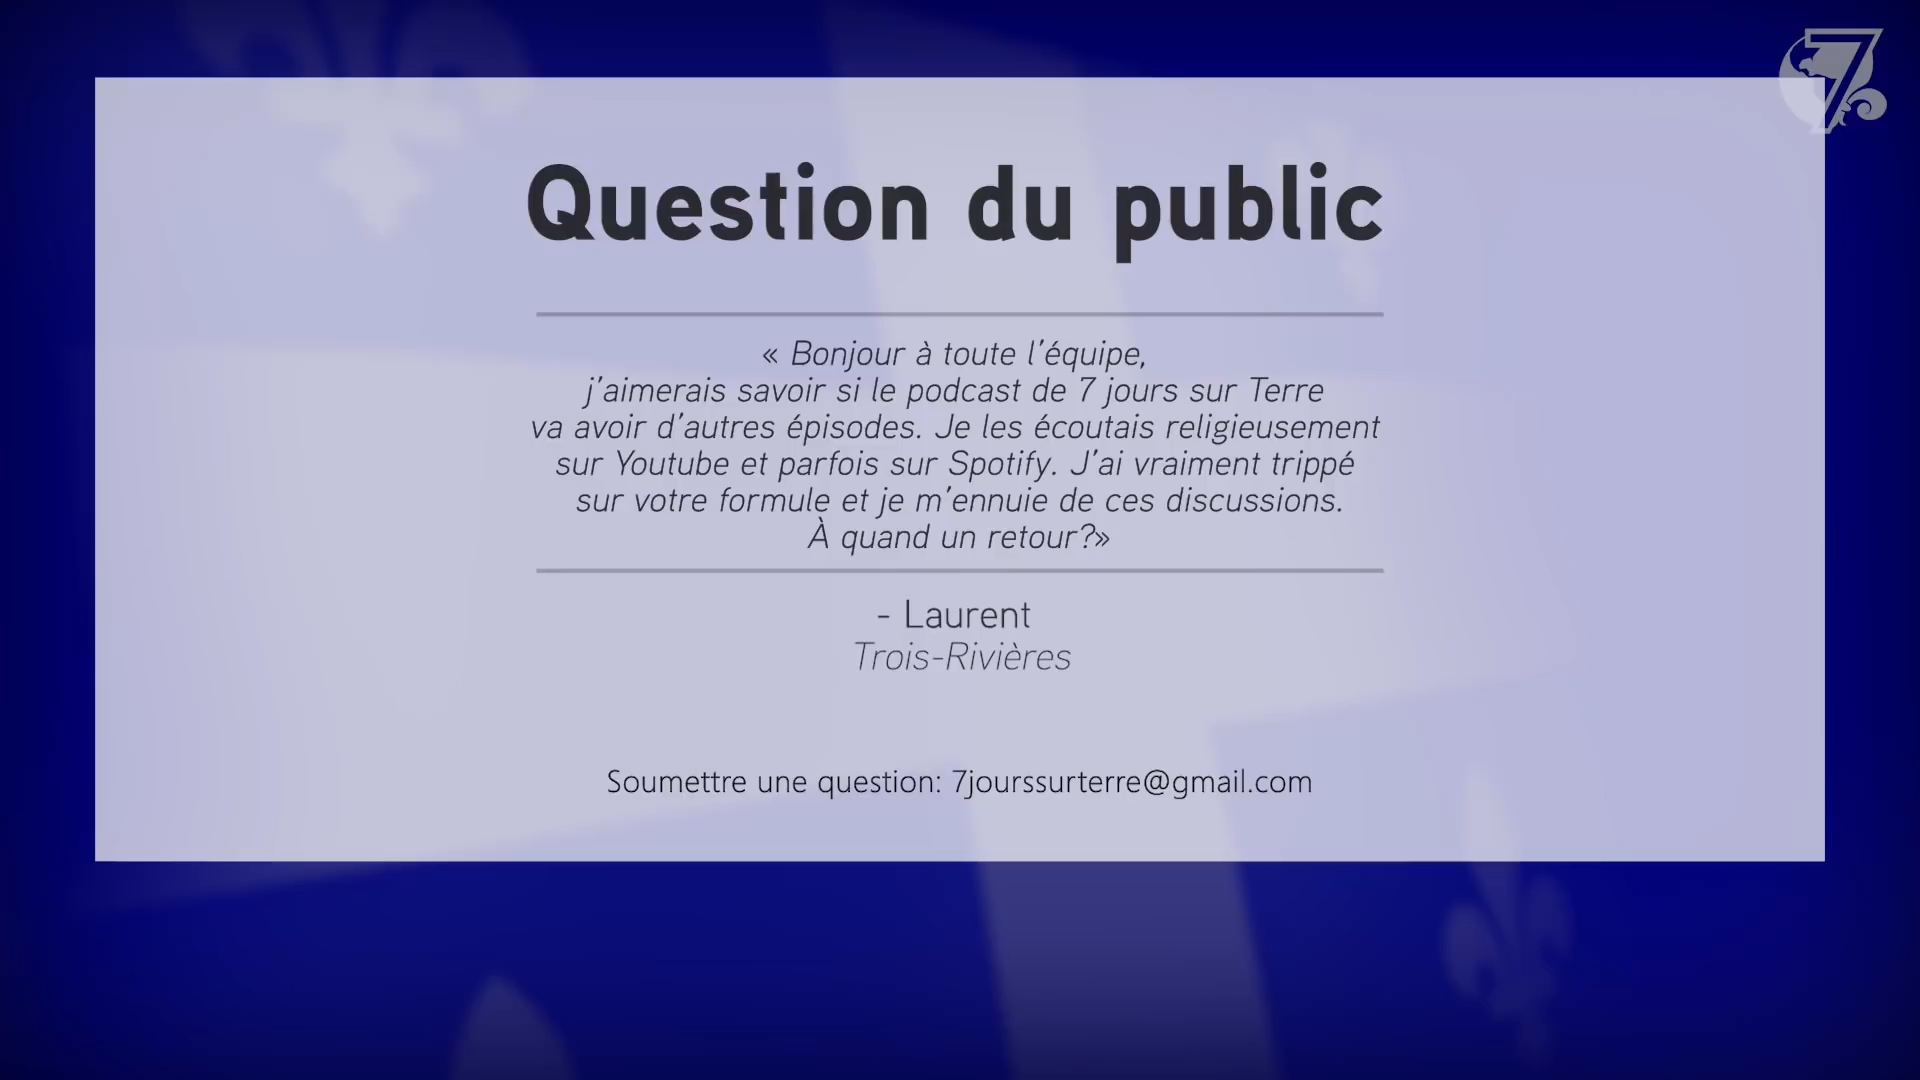 7
Question du public
« Bonjour à toute l'équipe,
j'aimerais savoir si le podcast de 7 jours sur Terre
va avoir d'autres épisodes. Je les écoutais religieusement
sur Youtube et parfois sur Spotify. J'ai vraiment trippé
sur votre formule et je m'ennuie de ces discussions.
À quand un retour?»
- Laurent
Trois-Rivières
Soumettre une question: 7jourssurterre@gmail.com